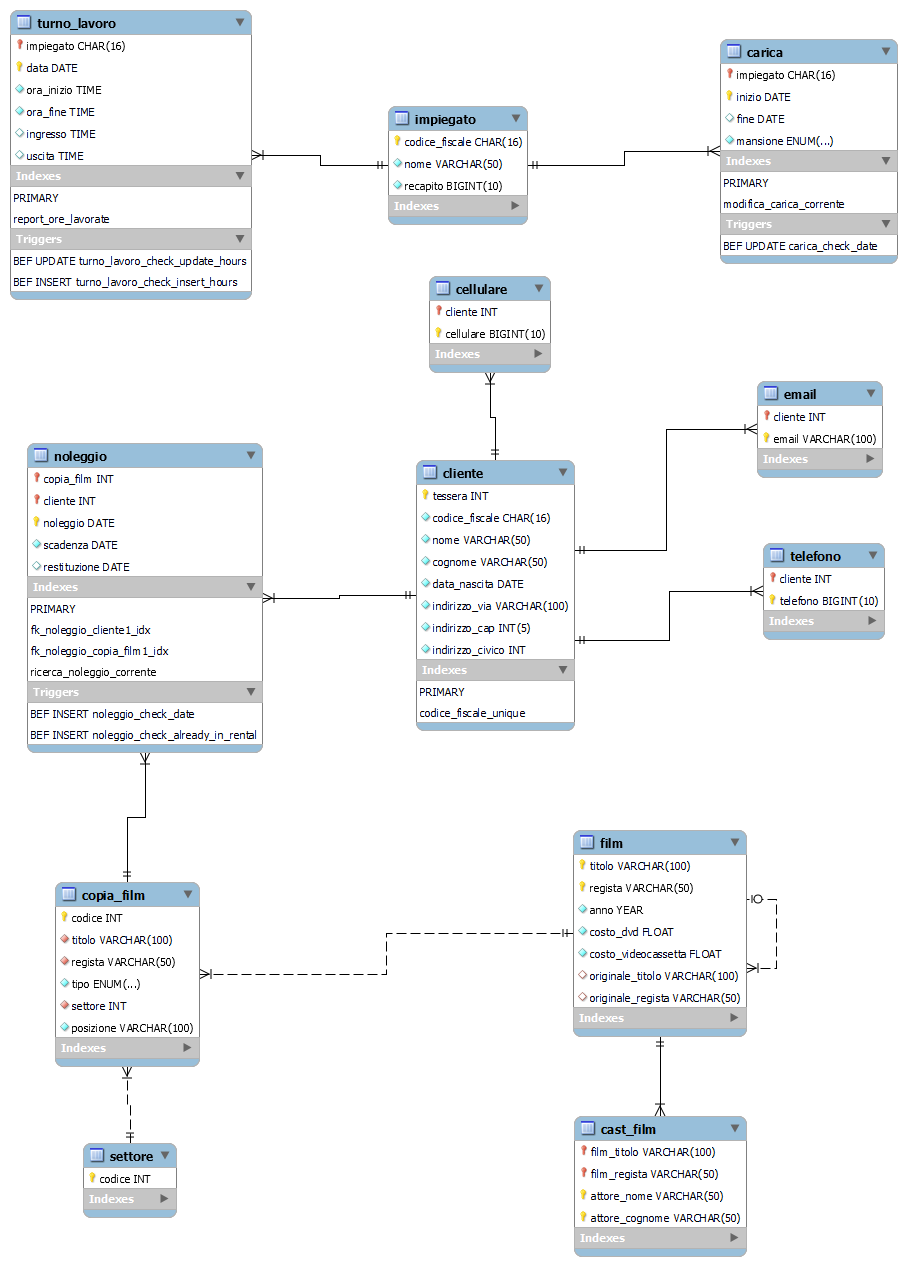 turno_lavoro
impiegato CHAR(16)
data DATE
ora_inizio TIME
ora_fine TIME
ingresso TIME
uscita TIME
Indexes
PRIMARY
report_ore_lavorate
Triggers
BEF UPDATE turno_lavoro_check_update_hours
BEF INSERT turno_lavoro_check_insert_hours
impiegato
codice_fiscale CHAR(16)
nome VARCHAR(50)
recapito BIGINT(10)
Indexes
carica
impiegato CHAR(16)
inizio DATE
fine DATE
mansione ENUM(...)
Indexes
PRIMARY
modifica_carica_corrente
Triggers
BEF UPDATE carica_check_date
cellulare
cliente INT
cellulare BIGINT(10)
Indexes
email
cliente INT
email VARCHAR(100)
Indexes
noleggio
copia_film INT
cliente INT
noleggio DATE
scadenza DATE
restituzione DATE
Indexes
PRIMARY
fk_noleggio_cliente1_idx
fk_noleggio_copia_film1_idx
ricerca_noleggio_corrente
Triggers
BEF INSERT noleggio_check_date
BEF INSERT noleggio_check_already_in_rental
cliente
tessera INT
codice_fiscale CHAR(16)
nome VARCHAR(50)
cognome VARCHAR(50)
data_nascita DATE
indirizzo_via VARCHAR(100)
indirizzo_cap INT(5)
indirizzo_civico INT
Indexes
PRIMARY
codice_fiscale_unique
telefono
cliente INT
telefono BIGINT(10)
Indexes
copia_film
codice INT
titolo VARCHAR(100)
regista VARCHAR(50)
tipo ENUM(...)
settore INT
posizione VARCHAR(100)
Indexes
film
titolo VARCHAR(100)
regista VARCHAR(50)
anno YEAR
costo_dvd FLOAT
costo_videocassetta FLOAT
originale_titolo VARCHAR(100)
originale_regista VARCHAR(50)
Indexes
settore
codice INT
Indexes
cast_film
film_titolo VARCHAR(100)
film_regista VARCHAR(50)
attore_nome VARCHAR(50)
attore_cognome VARCHAR(50)
Indexes